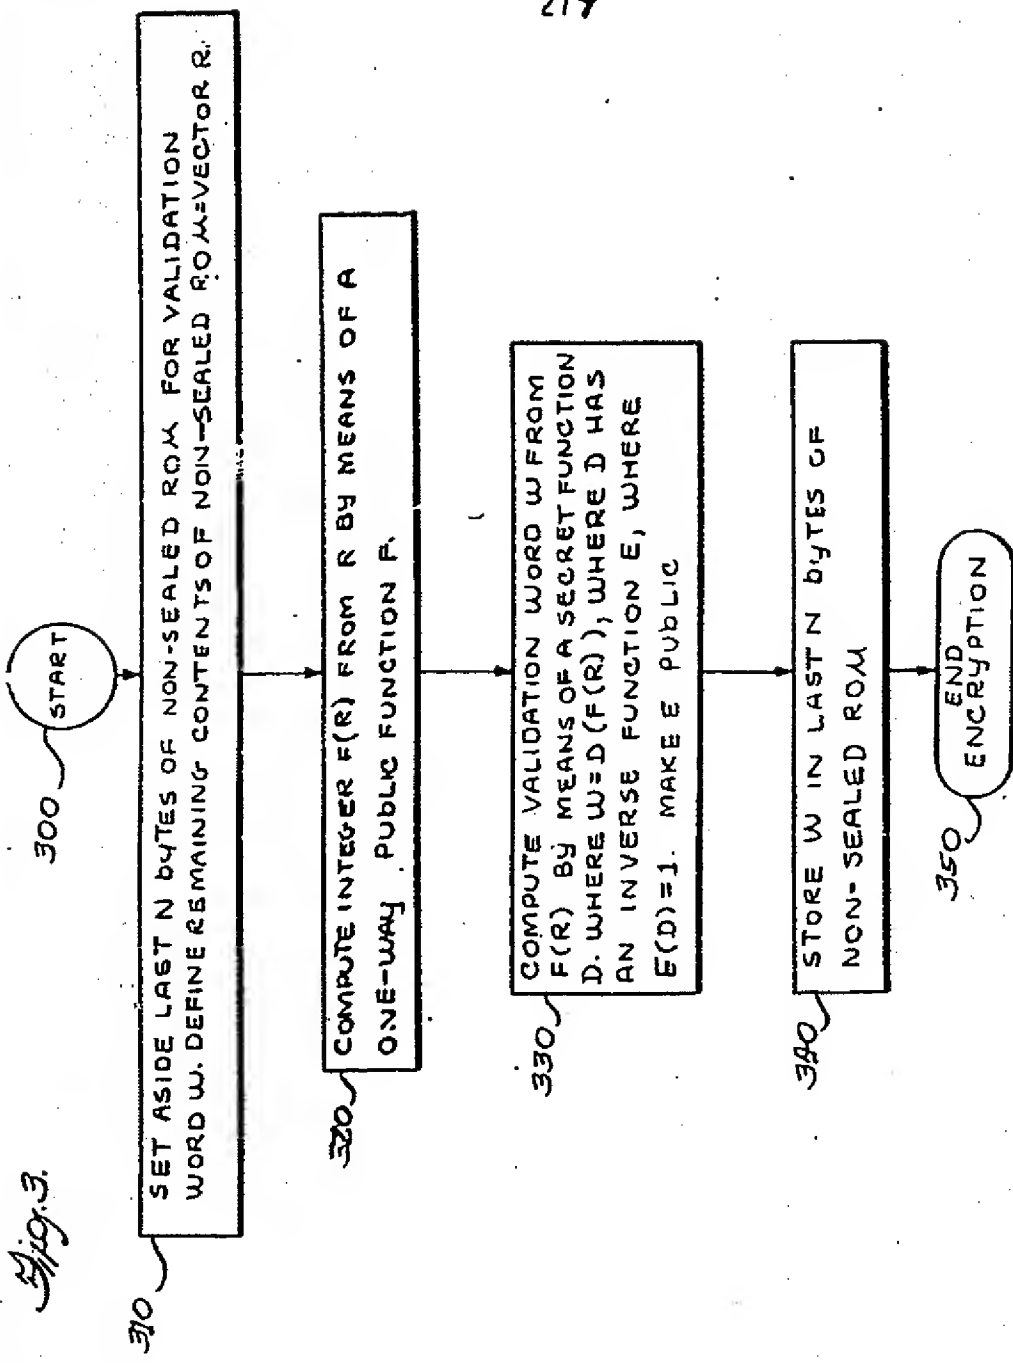 217
Fig.3.
300
START
310
SET ASIDE LAST N bYTES OF NON-SEALED ROM FOR VALIDATION
WORD W. DEFINE REMAINING CONTENTS OF NON-SEALED ROM=VECTOR R.
320
COMPUTE INTEGER F(R) FROM R BY MEANS OF A
ONE-WAY PUBLIC FUNCTION F.
330
COMPUTE VALIDATION WORD W FROM
F(R) BY MEANS OF A SECRET FUNCTION
D. WHERE W=D(F(R)), WHERE D HAS
AN INVERSE FUNCTION E, WHERE
E(D)=1. MAKE E PUBLIC
340
STORE W IN LAST N bYTES OF
NON-SEALED ROM
350
END
ENCRYPTION